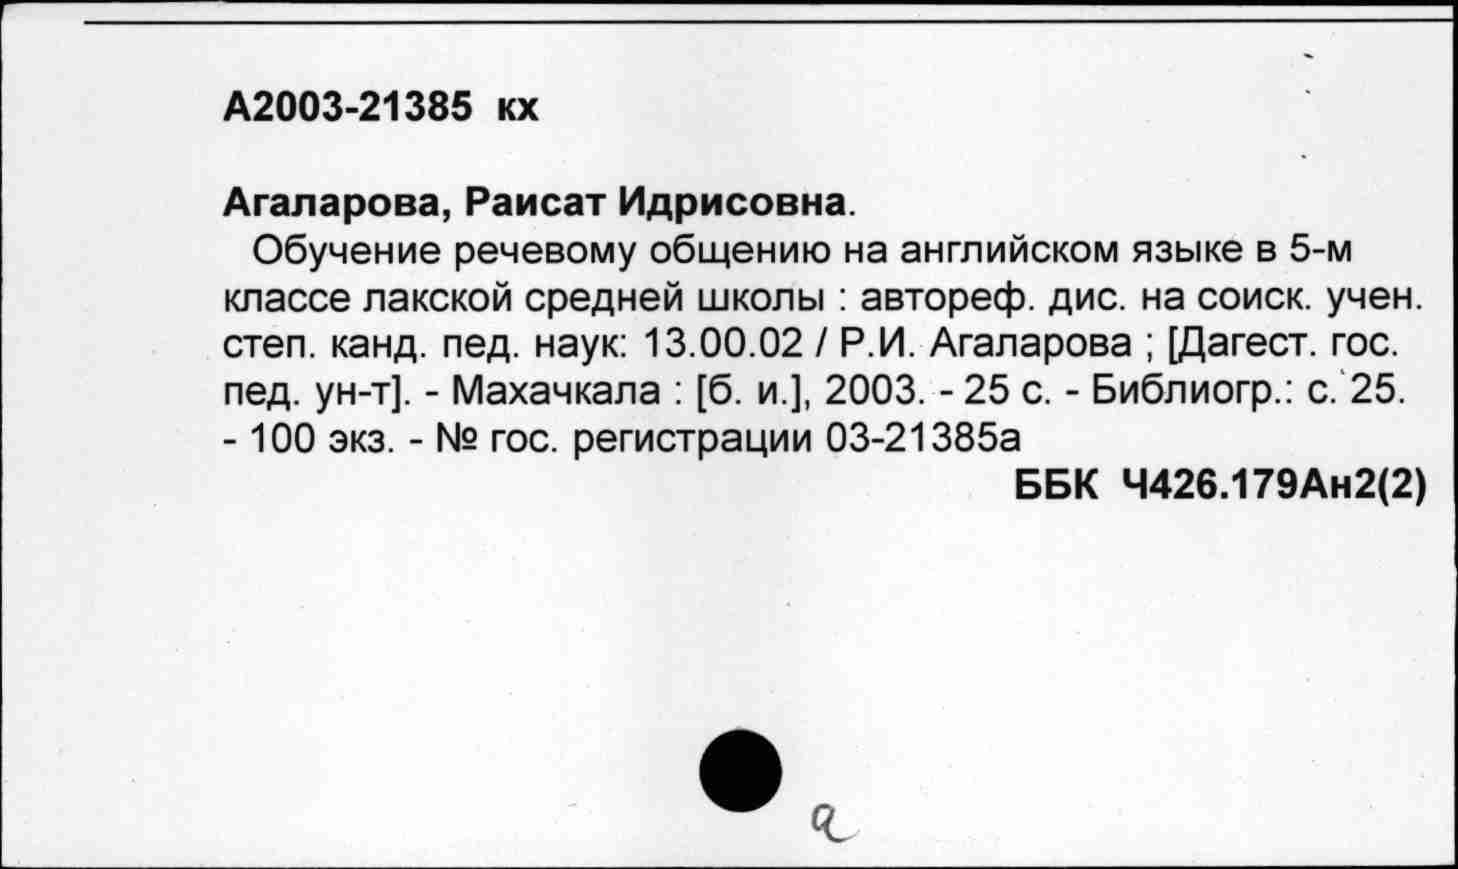 А2003-21385 кх
Агаларова, Раисат Идрисовна.
Обучение речевому общению на английском языке в 5-м
классе лакской средней школы : автореф. дис. на соиск. учен.
степ. канд. пед. наук: 13.00.02 / Р.И. Агаларова ; [Дагест. гос.
пед. ун-т]. - Махачкала : [б. и.], 2003. - 25 с. - Библиогр.: с. 25.
- 100 экз. - № гос. регистрации 03-21385а
ББК Ч426.179Ан2(2)